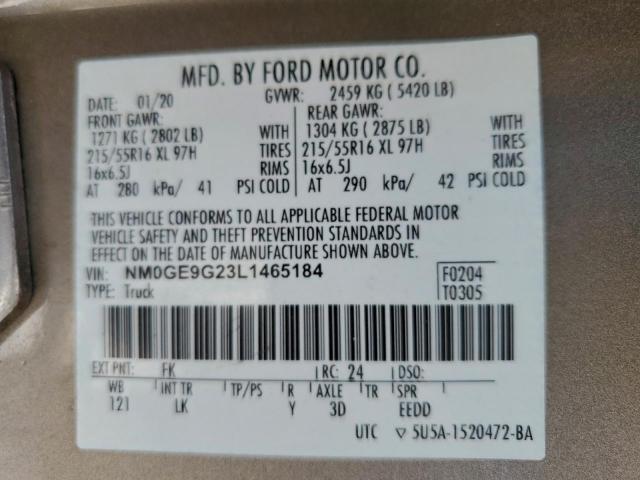 MFD. BY FORD MOTOR CO.
DATE: 01/20 GVWR: 2459 KG ( 5420 LB)
FRONT GAWR: REAR GAWR:
1271 KG ( 2802 LB) WITH 1304 KG ( 2875 LB) WITH
215/55R16 XL 97H TIRES 215/55R16 XL 97H TIRES
16x6.5J RIMS 16x6.5J RIMS
AT 280 kPa/ 41 PSI COLD AT 290 kPa/ 42 PSI COLD
THIS VEHICLE CONFORMS TO ALL APPLICABLE FEDERAL MOTOR
VEHICLE SAFETY AND THEFT PREVENTION STANDARDS IN
EFFECT ON THE DATE OF MANUFACTURE SHOWN ABOVE.
VIN: NM0GE9G23L1465184 F0204
TYPE: Truck T0305
EXT PNT: FK RC: 24 DSO:
WB INT TR TP/PS R AXLE TR SPR
121 LK Y 3D EEDD
UTC ▽ 5U5A-1520472-BA